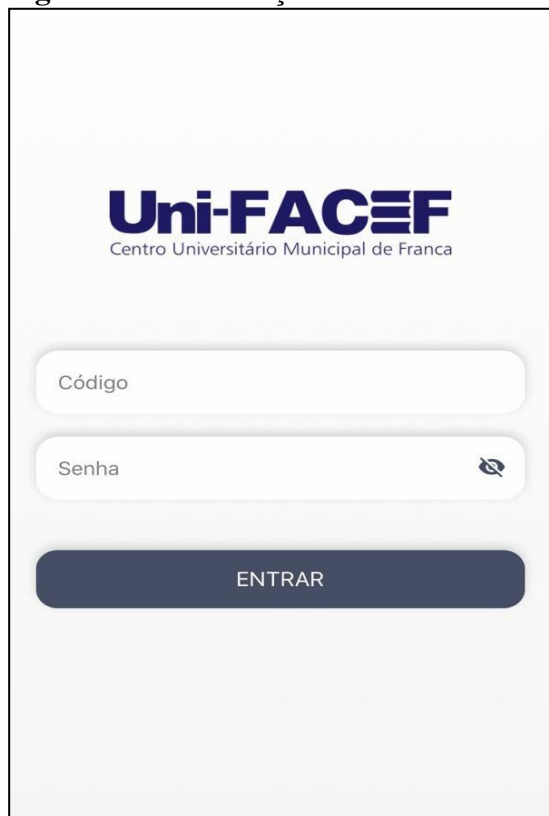 Uni-FACEF
Centro Universitário Municipal de Franca
Código
Senha
ENTRAR